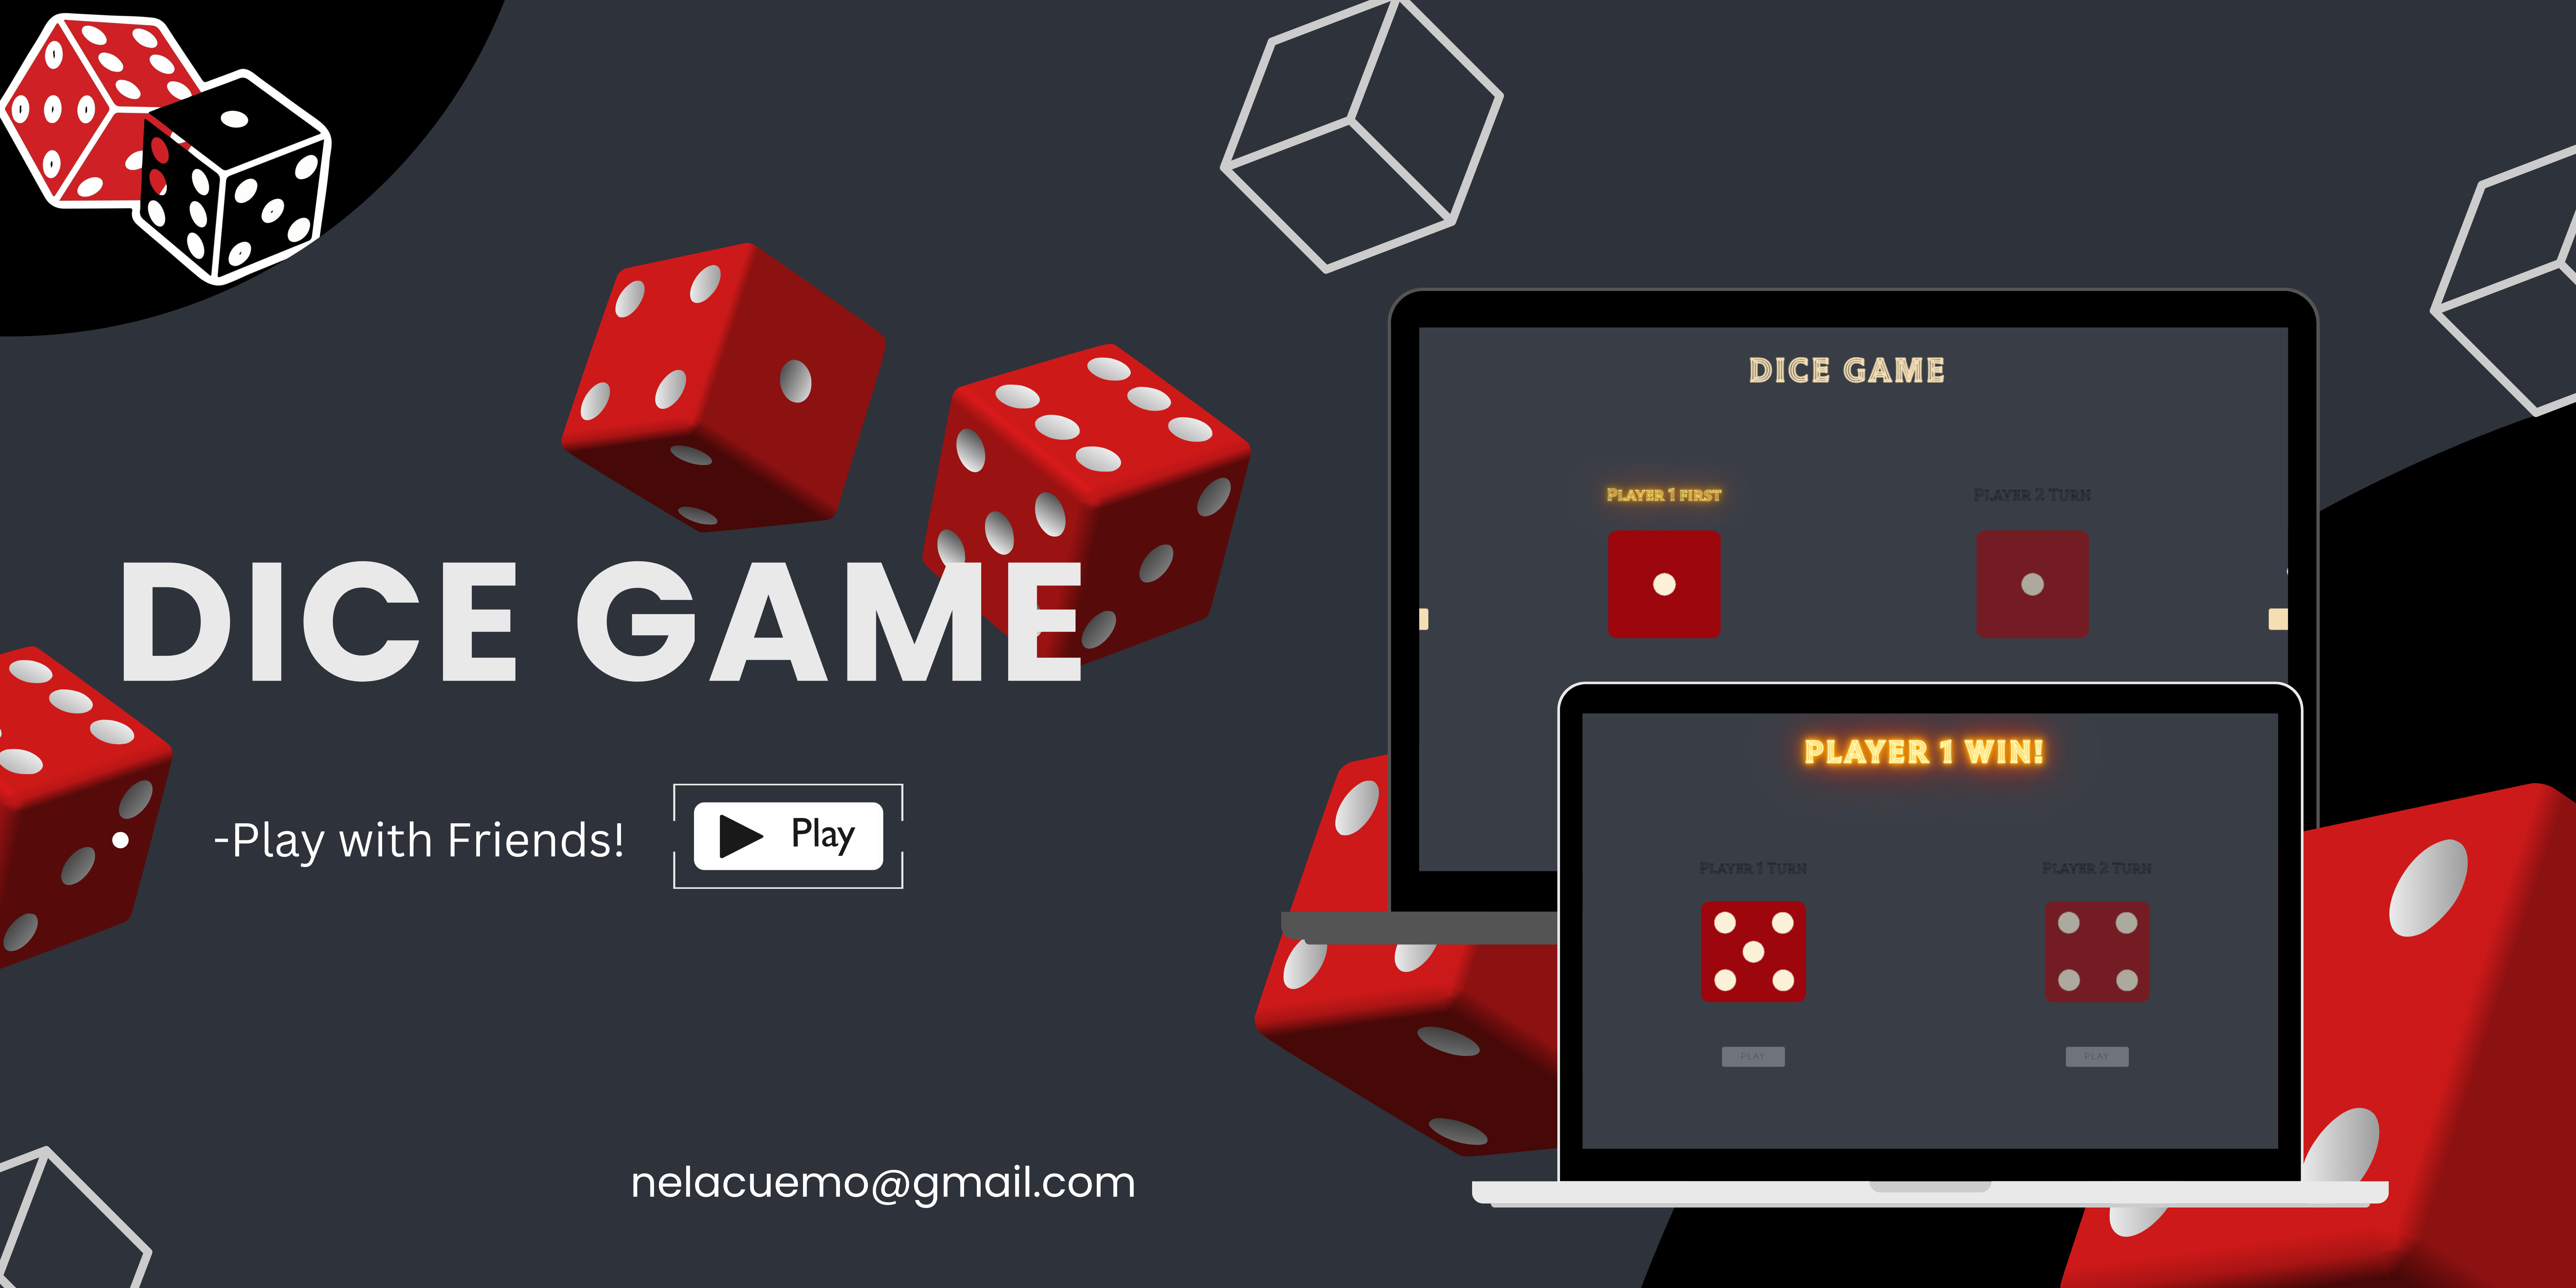 DICE GAME
-Play with Friends!
Play
nelacuemo@gmail.com
DICE GAME
PLAYER 1 FIRST
PLAYER 2 TURN
PLAYER 1 WIN!
PLAYER 1 TURN
PLAYER 2 TURN
PLAY
PLAY